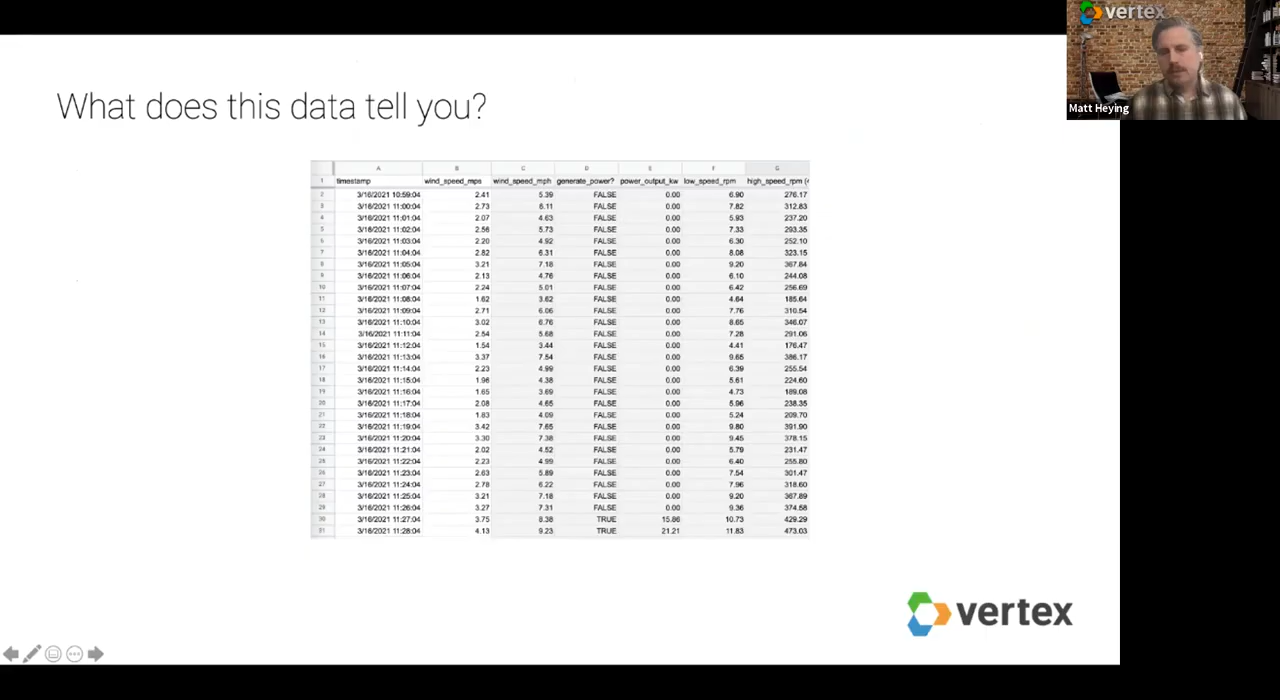 vertex
Matt Heying
What does this data tell you?
A B C D E F G
1 timestamp wind_speed_mps wind_speed_mph generate_power? power_output_kw low_speed_rpm high_speed_rpm (
2 3/16/2021 10:59:04 2.41 5.39 FALSE 0.00 6.90 276.17
3 3/16/2021 11:00:04 2.73 6.11 FALSE 0.00 7.82 312.83
4 3/16/2021 11:01:04 2.07 4.63 FALSE 0.00 5.93 237.20
5 3/16/2021 11:02:04 2.56 5.73 FALSE 0.00 7.33 293.35
6 3/16/2021 11:03:04 2.20 4.92 FALSE 0.00 6.30 252.10
7 3/16/2021 11:04:04 2.82 6.31 FALSE 0.00 8.08 323.15
8 3/16/2021 11:05:04 3.21 7.18 FALSE 0.00 9.20 367.84
9 3/16/2021 11:06:04 2.13 4.76 FALSE 0.00 6.10 244.08
10 3/16/2021 11:07:04 2.24 5.01 FALSE 0.00 6.42 256.69
11 3/16/2021 11:08:04 1.62 3.62 FALSE 0.00 4.64 185.64
12 3/16/2021 11:09:04 2.71 6.06 FALSE 0.00 7.76 310.54
13 3/16/2021 11:10:04 3.02 6.76 FALSE 0.00 8.65 346.07
14 3/16/2021 11:11:04 2.54 5.68 FALSE 0.00 7.28 291.06
15 3/16/2021 11:12:04 1.54 3.44 FALSE 0.00 4.41 176.47
16 3/16/2021 11:13:04 3.37 7.54 FALSE 0.00 9.65 386.17
17 3/16/2021 11:14:04 2.23 4.99 FALSE 0.00 6.39 255.54
18 3/16/2021 11:15:04 1.96 4.38 FALSE 0.00 5.61 224.60
19 3/16/2021 11:16:04 1.65 3.69 FALSE 0.00 4.73 189.08
20 3/16/2021 11:17:04 2.08 4.65 FALSE 0.00 5.96 238.35
21 3/16/2021 11:18:04 1.83 4.09 FALSE 0.00 5.24 209.70
22 3/16/2021 11:19:04 3.42 7.65 FALSE 0.00 9.80 391.90
23 3/16/2021 11:20:04 3.30 7.38 FALSE 0.00 9.45 378.15
24 3/16/2021 11:21:04 2.02 4.52 FALSE 0.00 5.79 231.47
25 3/16/2021 11:22:04 2.23 4.99 FALSE 0.00 6.40 255.80
26 3/16/2021 11:23:04 2.63 5.89 FALSE 0.00 7.54 301.47
27 3/16/2021 11:24:04 2.78 6.22 FALSE 0.00 7.96 318.60
28 3/16/2021 11:25:04 3.21 7.18 FALSE 0.00 9.20 367.89
29 3/16/2021 11:26:04 3.27 7.31 FALSE 0.00 9.36 374.58
30 3/16/2021 11:27:04 3.75 8.38 TRUE 15.86 10.73 429.29
31 3/16/2021 11:28:04 4.13 9.23 TRUE 21.21 11.83 473.03
vertex